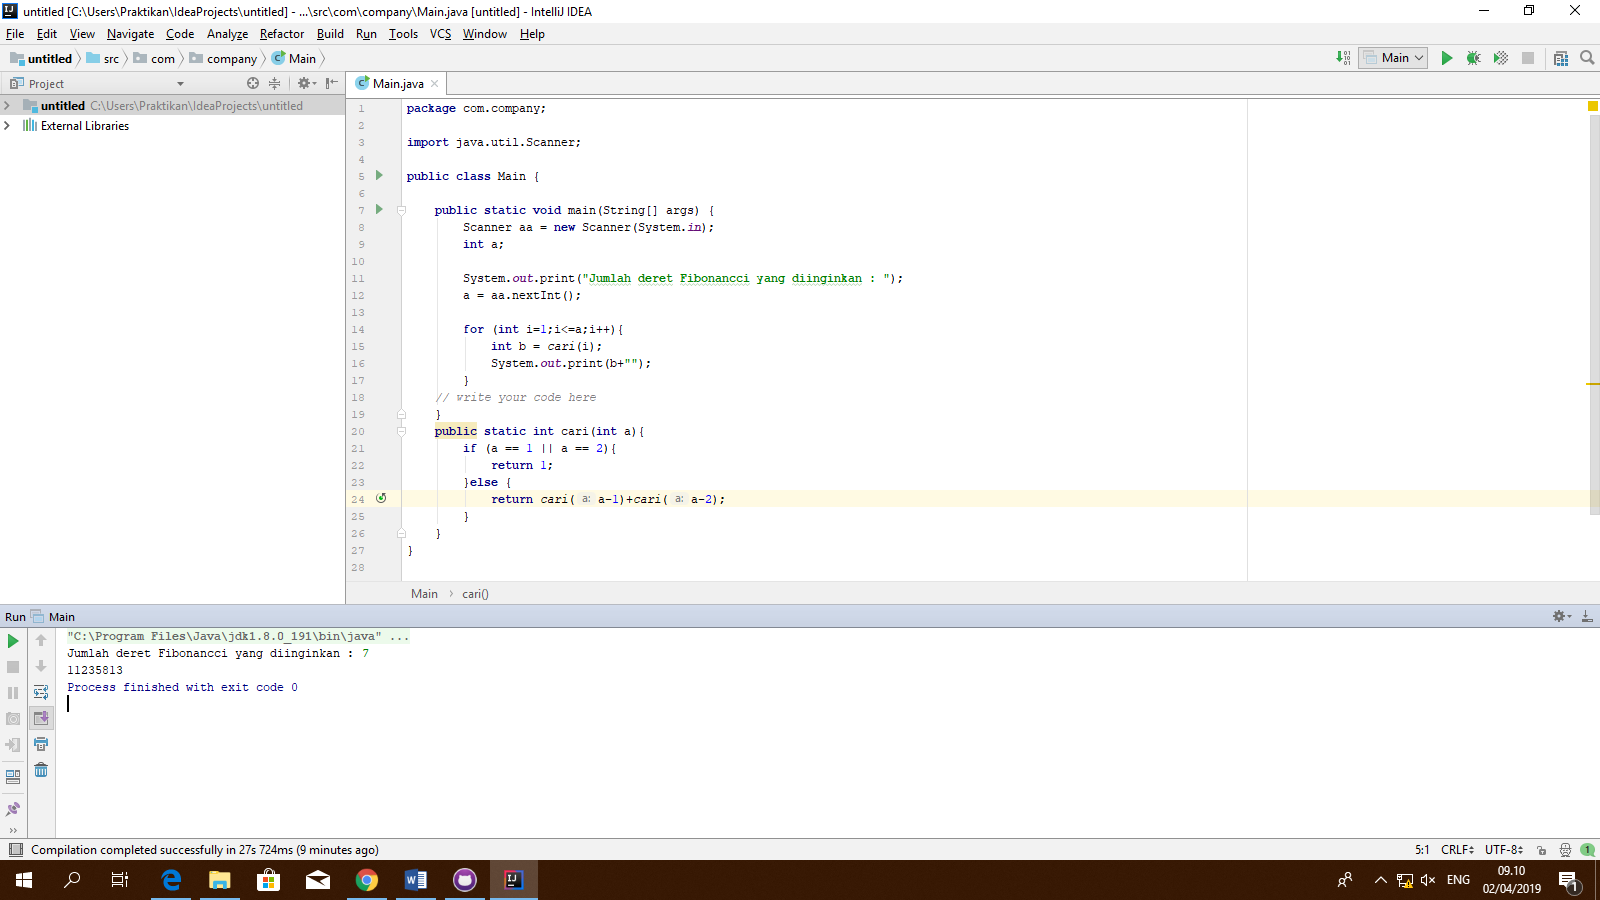 untitled [C:\Users\Praktikan\IdeaProjects\untitled] - ...\src\com\company\Main.java [untitled] - IntelliJ IDEA
File Edit View Navigate Code Analyze Refactor Build Run Tools VCS Window Help
untitled src com company Main
Main
Project
Main.java
untitled C:\Users\Praktikan\IdeaProjects\untitled
External Libraries
1 package com.company;
2
3 import java.util.Scanner;
4
5 public class Main {
6
7 public static void main(String[] args) {
8 Scanner aa = new Scanner(System.in);
9 int a;
10
11 System.out.print("Jumlah deret Fibonancci yang diinginkan : ");
12 a = aa.nextInt();
13
14 for (int i=1;i<=a;i++){
15 int b = cari(i);
16 System.out.print(b+"");
17 }
18 // write your code here
19 }
20 public static int cari(int a){
21 if (a == 1 || a == 2){
22 return 1;
23 }else {
24 return cari( a: a-1)+cari( a: a-2);
25 }
26 }
27 }
28
Main › cari()
Run Main
"C:\Program Files\Java\jdk1.8.0_191\bin\java" ...
Jumlah deret Fibonancci yang diinginkan : 7
11235813
Process finished with exit code 0
Compilation completed successfully in 27s 724ms (9 minutes ago)
5:1 CRLF UTF-8 1
ENG
09.10
02/04/2019
1